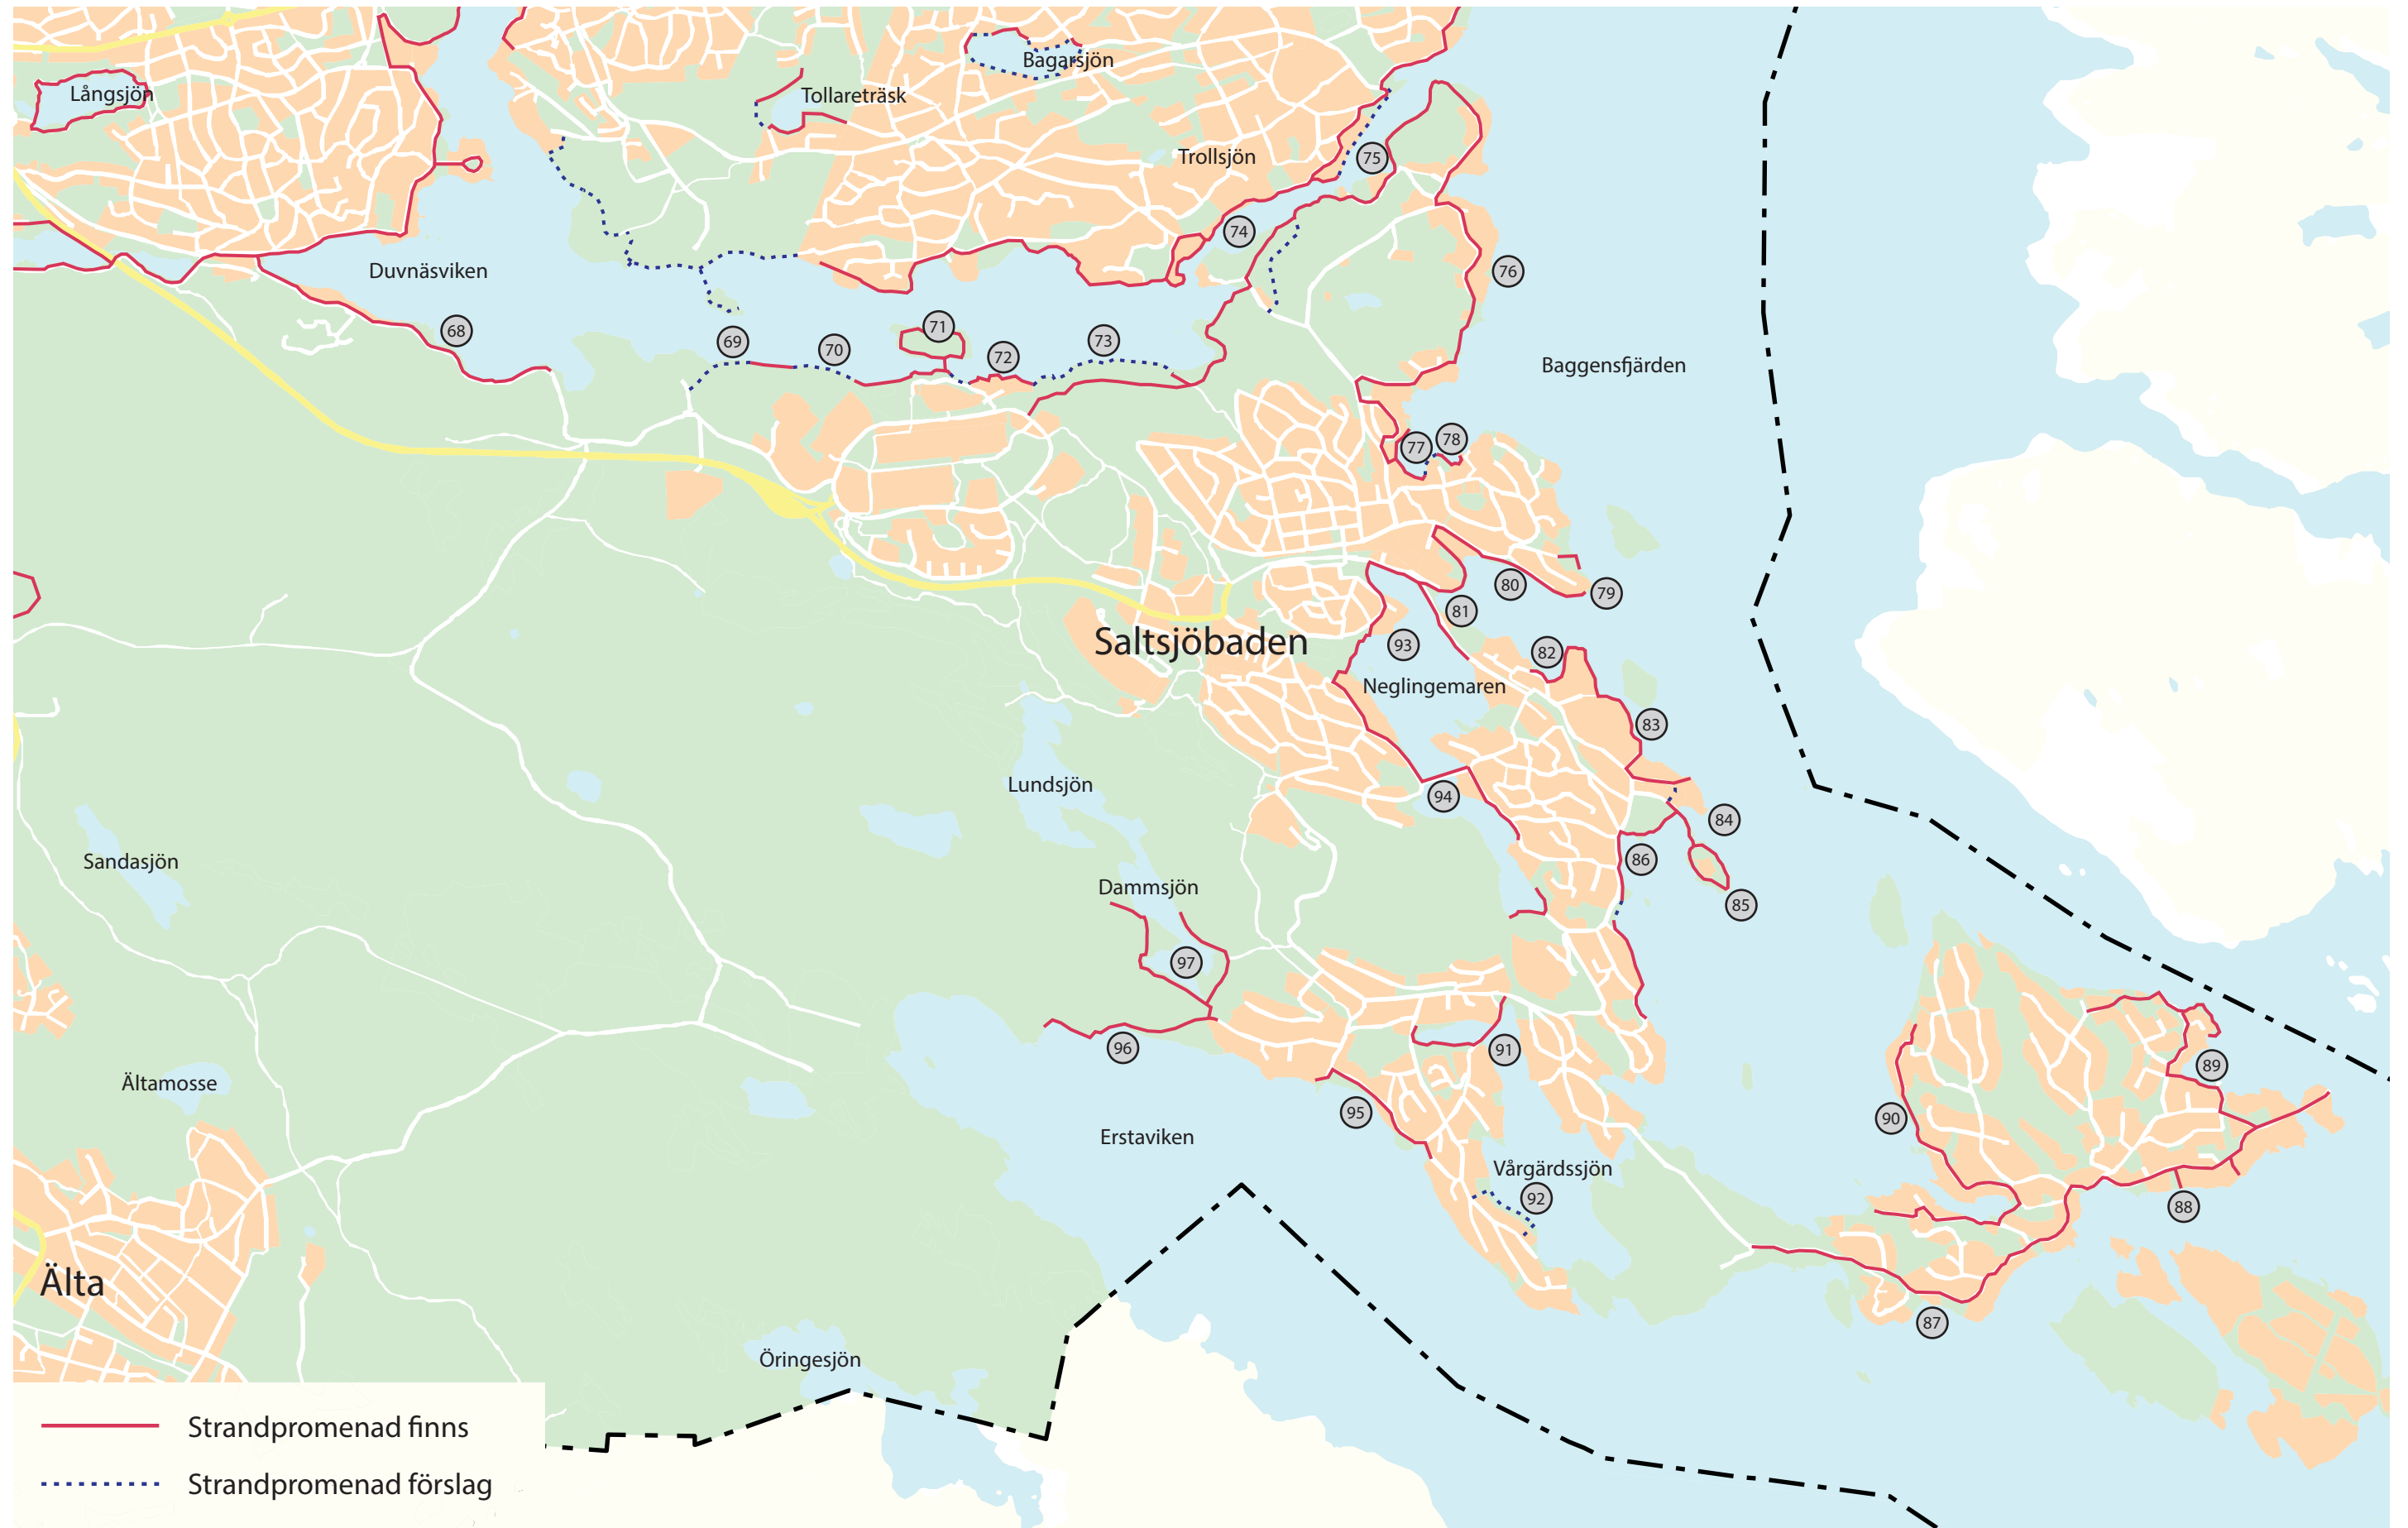 Bagarsjön
Långsjön
Tollareträsk
Trollsjön
75
74
Duvnäsviken
76
68
71
69
70
72
73
Baggensfjärden
77
78
80
79
81
Saltsjöbaden
93
82
Neglingemaren
83
Lundsjön
94
84
Sandasjön
86
Dammsjön
85
97
96
91
89
Ältamosse
95
90
Erstaviken
Vårgärdssjön
92
88
Älta
87
Öringesjön
Strandpromenad finns
Strandpromenad förslag